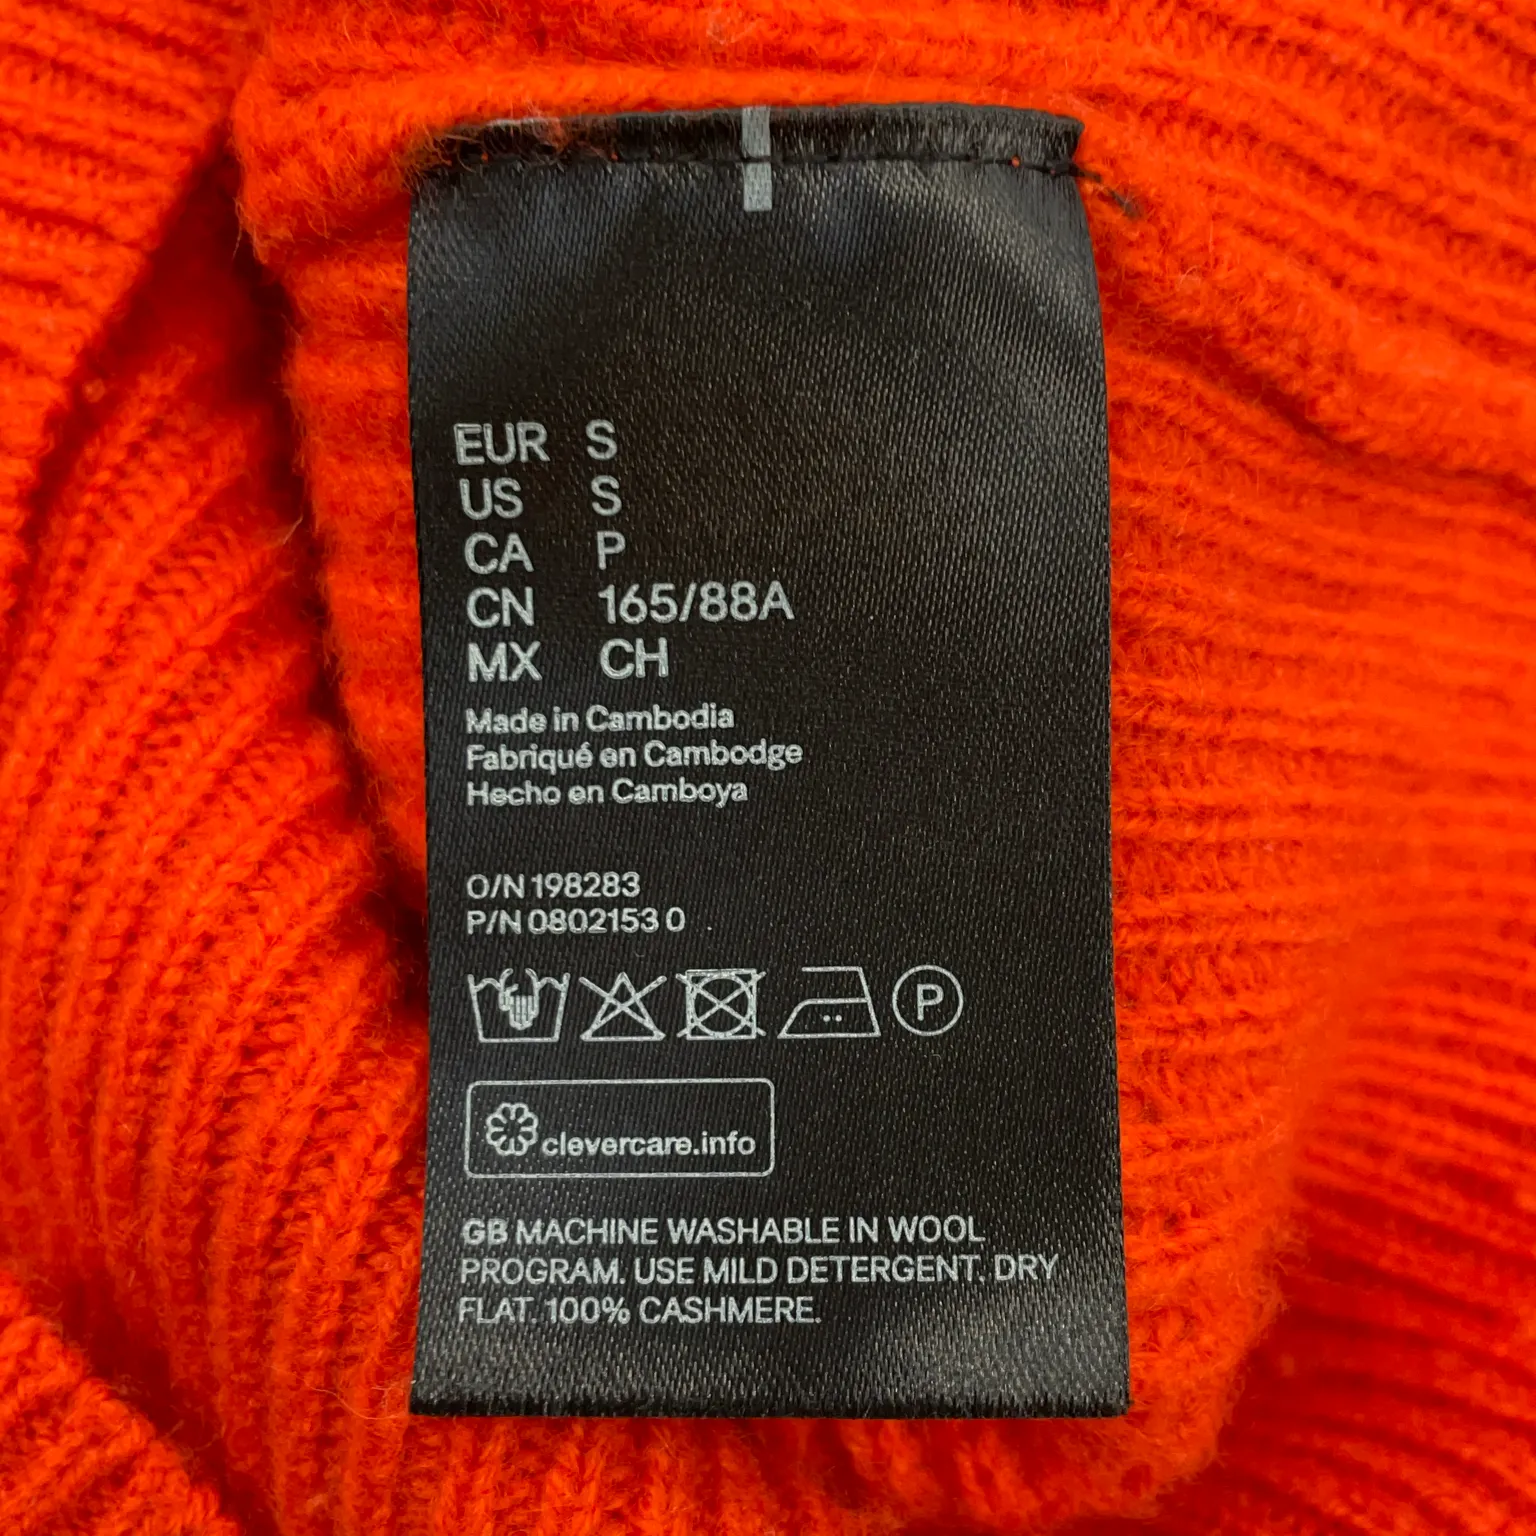 EUR S
US S
CA P
CN 165/88A
MX CH
Made in Cambodia
Fabriqué en Cambodge
Hecho en Camboya
O/N 198283
P/N 0802153 0
P
clevercare.info
GB MACHINE WASHABLE IN WOOL
PROGRAM. USE MILD DETERGENT. DRY
FLAT. 100% CASHMERE.